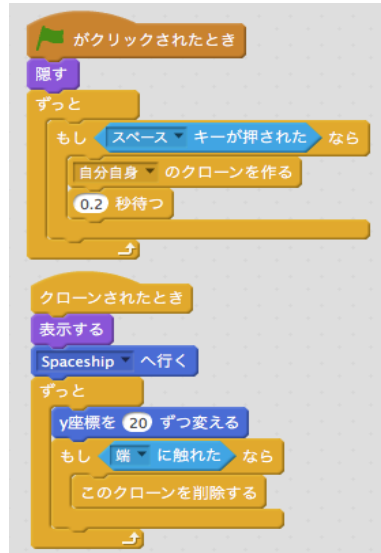 がクリックされたとき
隠す
ずっと
もし スペース キーが押された なら
自分自身 のクローンを作る
0.2 秒待つ
クローンされたとき
表示する
Spaceship へ行く
ずっと
y座標を 20 ずつ変える
もし 端 に触れた なら
このクローンを削除する